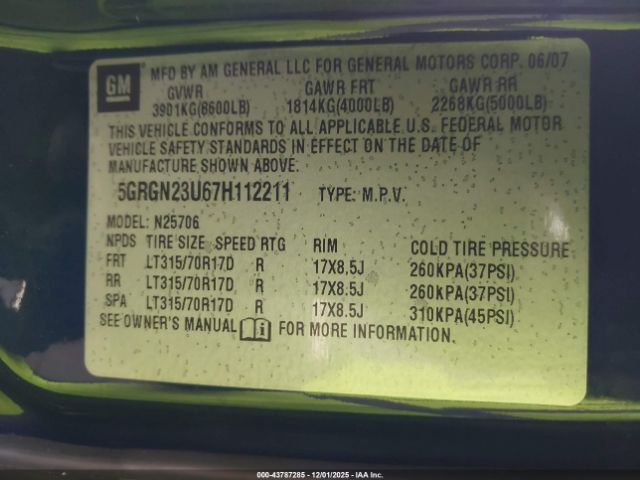 GM
MFD BY AM GENERAL LLC FOR GENERAL MOTORS CORP. 06/07
GVWR GAWR FRT GAWR RR
3901KG(8600LB) 1814KG(4000LB) 2268KG(5000LB)
THIS VEHICLE CONFORMS TO ALL APPLICABLE U.S. FEDERAL MOTOR
VEHICLE SAFETY STANDARDS IN EFFECT ON THE DATE OF
MANUFACTURE SHOWN ABOVE.
5GRGN23U67H112211 TYPE: M.P.V.
MODEL: N25706
NPDS TIRE SIZE SPEED RTG RIM COLD TIRE PRESSURE
FRT LT315/70R17D R 17X8.5J 260KPA(37PSI)
RR LT315/70R17D R 17X8.5J 260KPA(37PSI)
SPA LT315/70R17D R 17X8.5J 310KPA(45PSI)
SEE OWNER'S MANUAL FOR MORE INFORMATION.
000-43787285 - 12/01/2025 - IAA Inc.